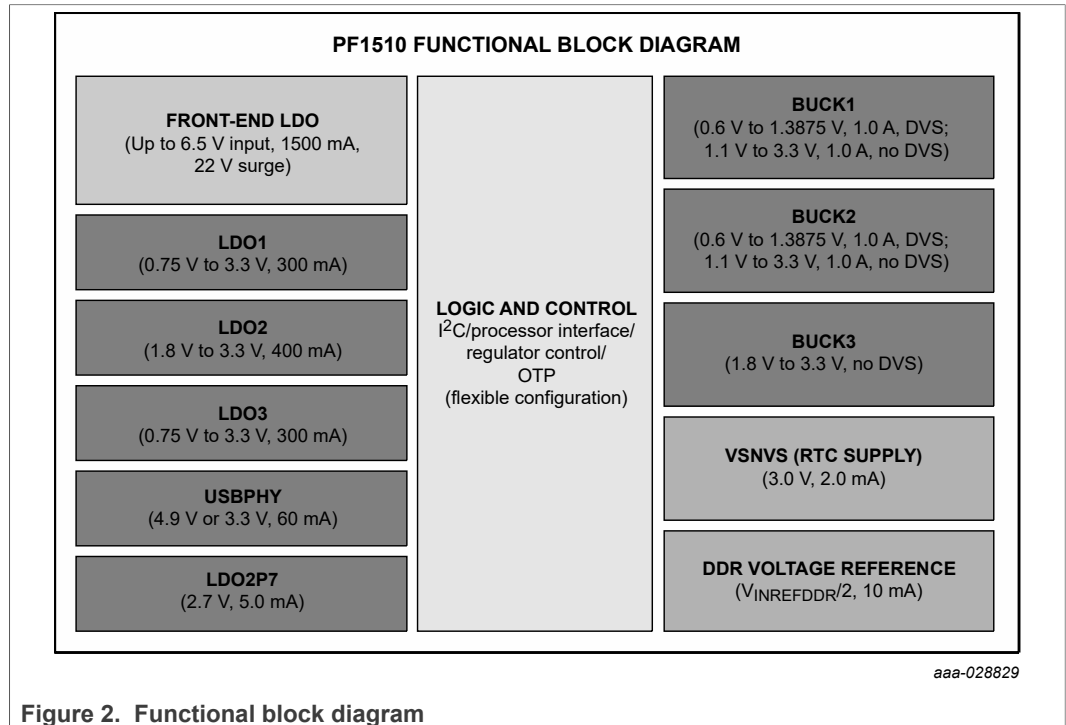 PF1510 FUNCTIONAL BLOCK DIAGRAM
FRONT-END LDO
(Up to 6.5 V input, 1500 mA,
22 V surge)
LDO1
(0.75 V to 3.3 V, 300 mA)
LDO2
(1.8 V to 3.3 V, 400 mA)
LDO3
(0.75 V to 3.3 V, 300 mA)
USBPHY
(4.9 V or 3.3 V, 60 mA)
LDO2P7
(2.7 V, 5.0 mA)
LOGIC AND CONTROL
I2C/processor interface/
regulator control/
OTP
(flexible configuration)
BUCK1
(0.6 V to 1.3875 V, 1.0 A, DVS;
1.1 V to 3.3 V, 1.0 A, no DVS)
BUCK2
(0.6 V to 1.3875 V, 1.0 A, DVS;
1.1 V to 3.3 V, 1.0 A, no DVS)
BUCK3
(1.8 V to 3.3 V, no DVS)
VSNVS (RTC SUPPLY)
(3.0 V, 2.0 mA)
DDR VOLTAGE REFERENCE
(VINREFDDR/2, 10 mA)
aaa-028829
Figure 2. Functional block diagram